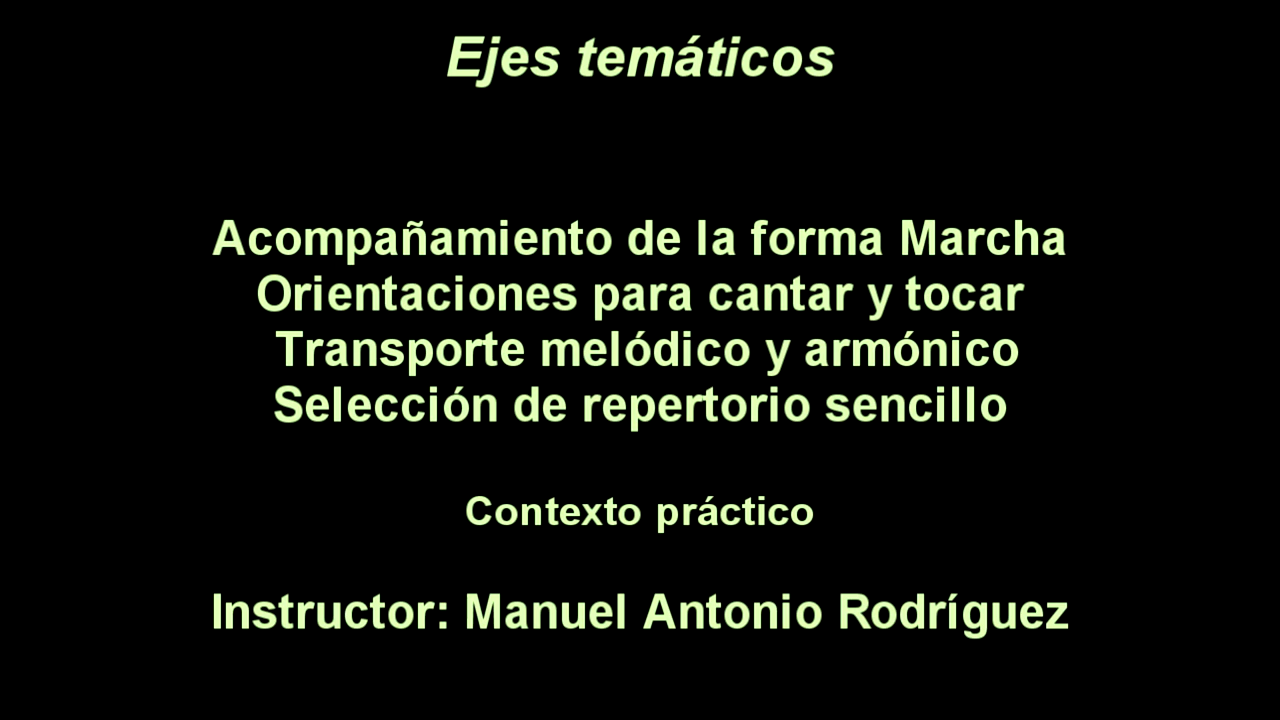 Ejes temáticos
Acompañamiento de la forma Marcha
Orientaciones para cantar y tocar
Transporte melódico y armónico
Selección de repertorio sencillo
Contexto práctico
Instructor: Manuel Antonio Rodríguez